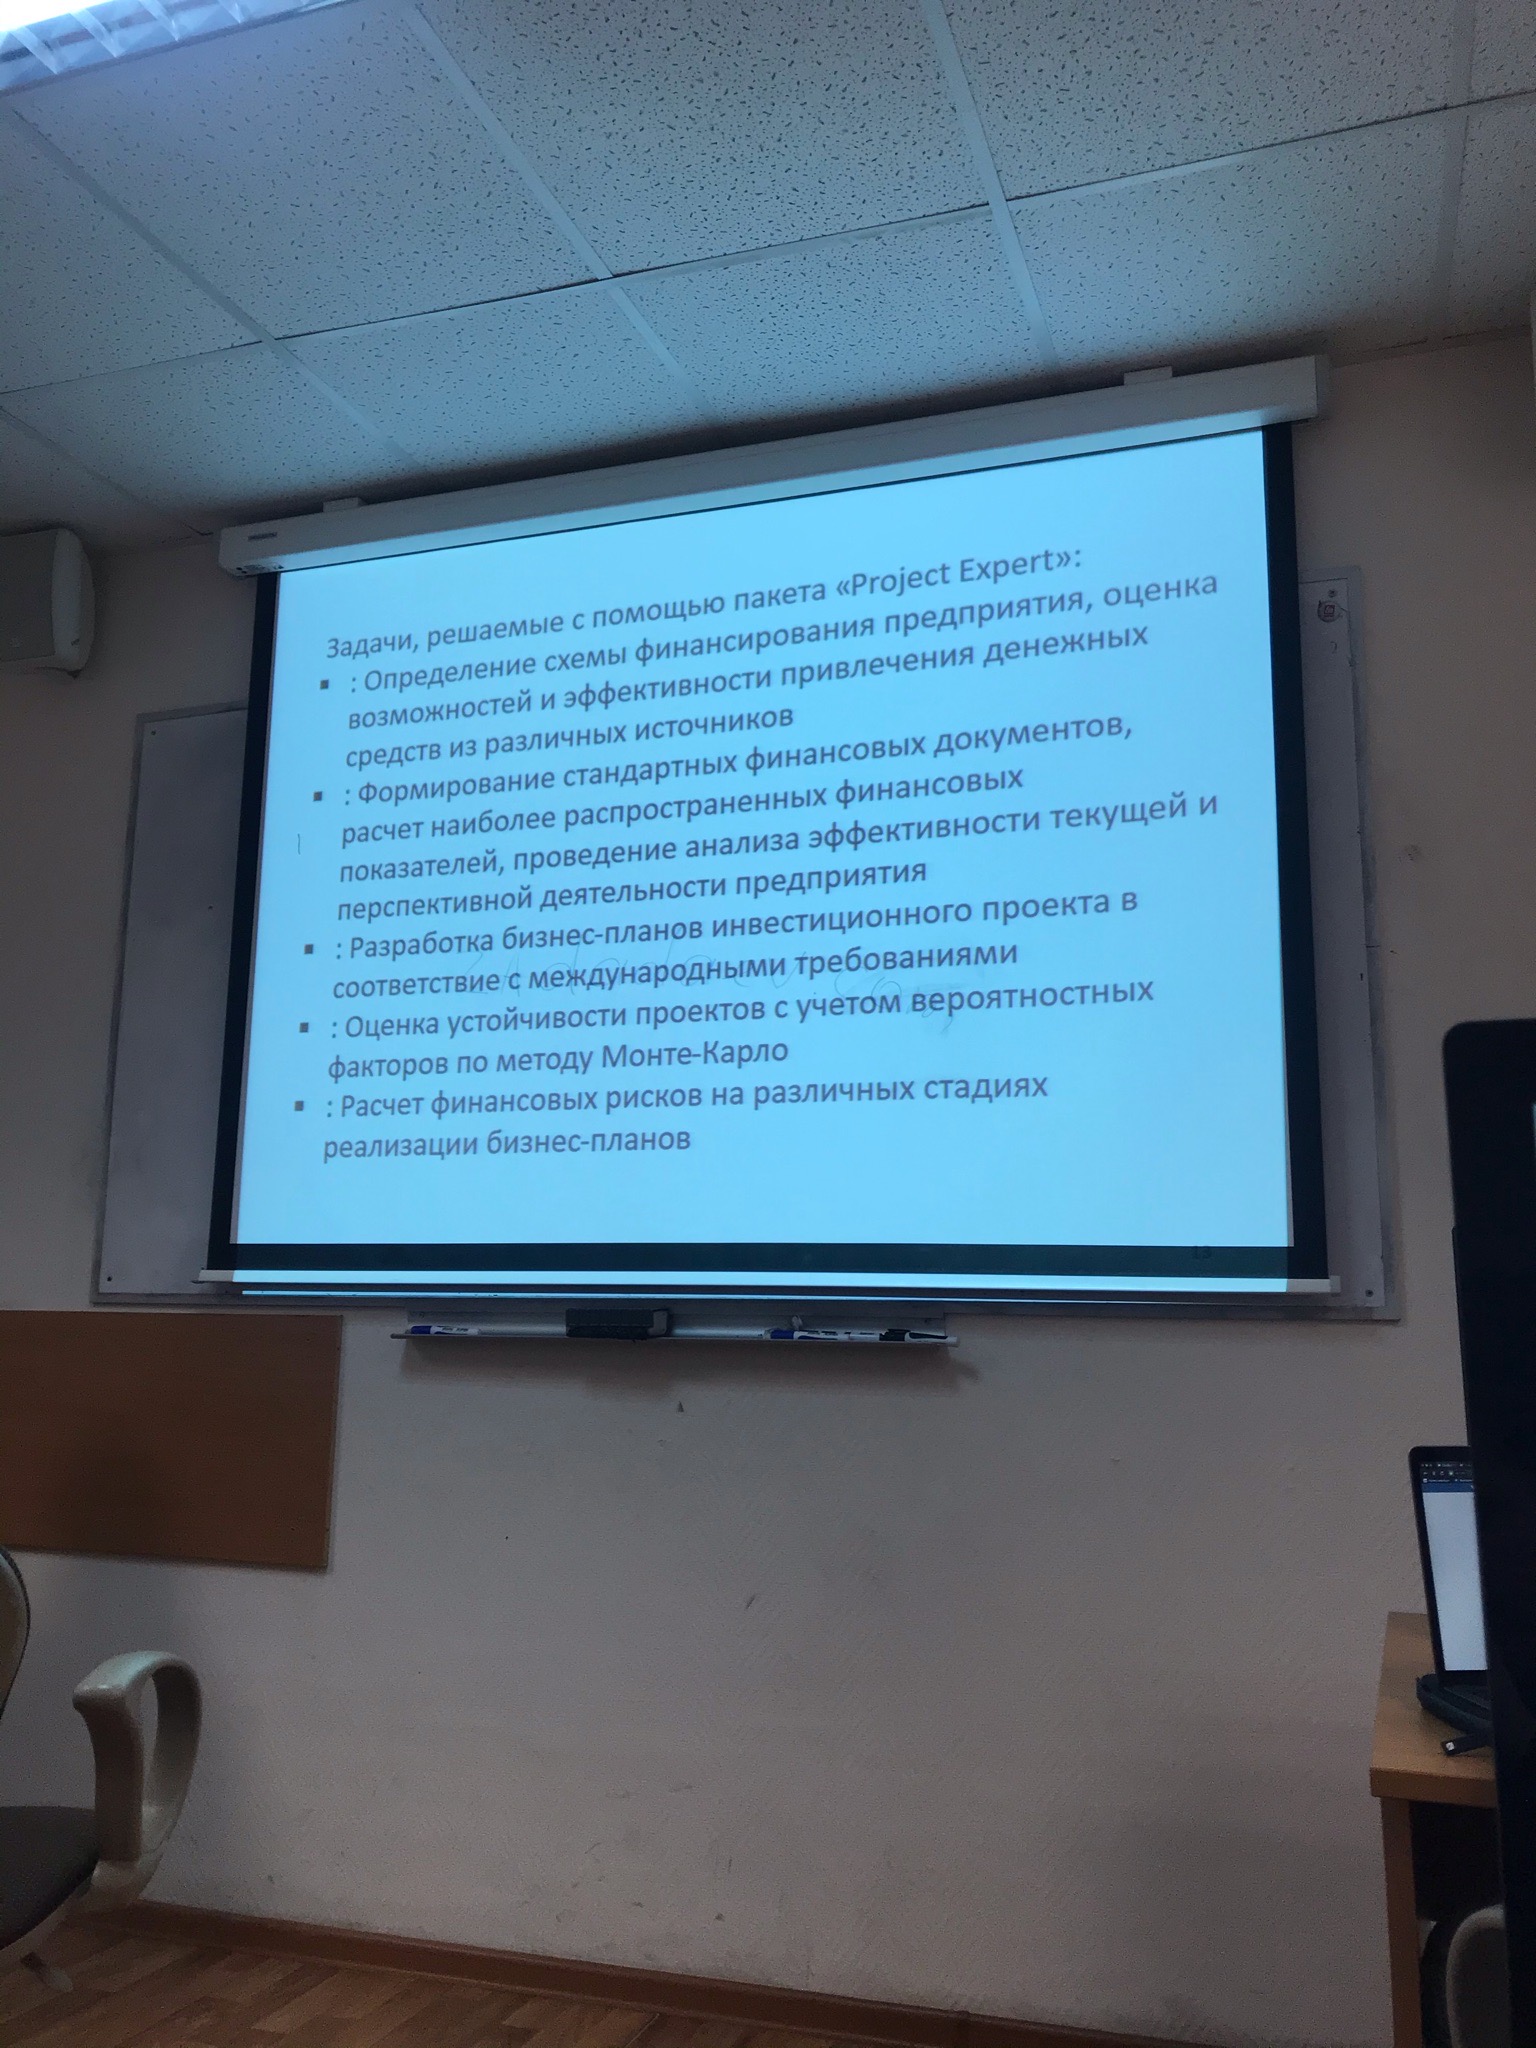 Задачи, решаемые с помощью пакета «Project Expert»:
▪ : Определение схемы финансирования предприятия, оценка
возможностей и эффективности привлечения денежных
средств из различных источников
▪ : Формирование стандартных финансовых документов,
расчет наиболее распространенных финансовых
показателей, проведение анализа эффективности текущей и
перспективной деятельности предприятия
▪ : Разработка бизнес-планов инвестиционного проекта в
соответствие с международными требованиями
▪ : Оценка устойчивости проектов с учетом вероятностных
факторов по методу Монте-Карло
▪ : Расчет финансовых рисков на различных стадиях
реализации бизнес-планов
13